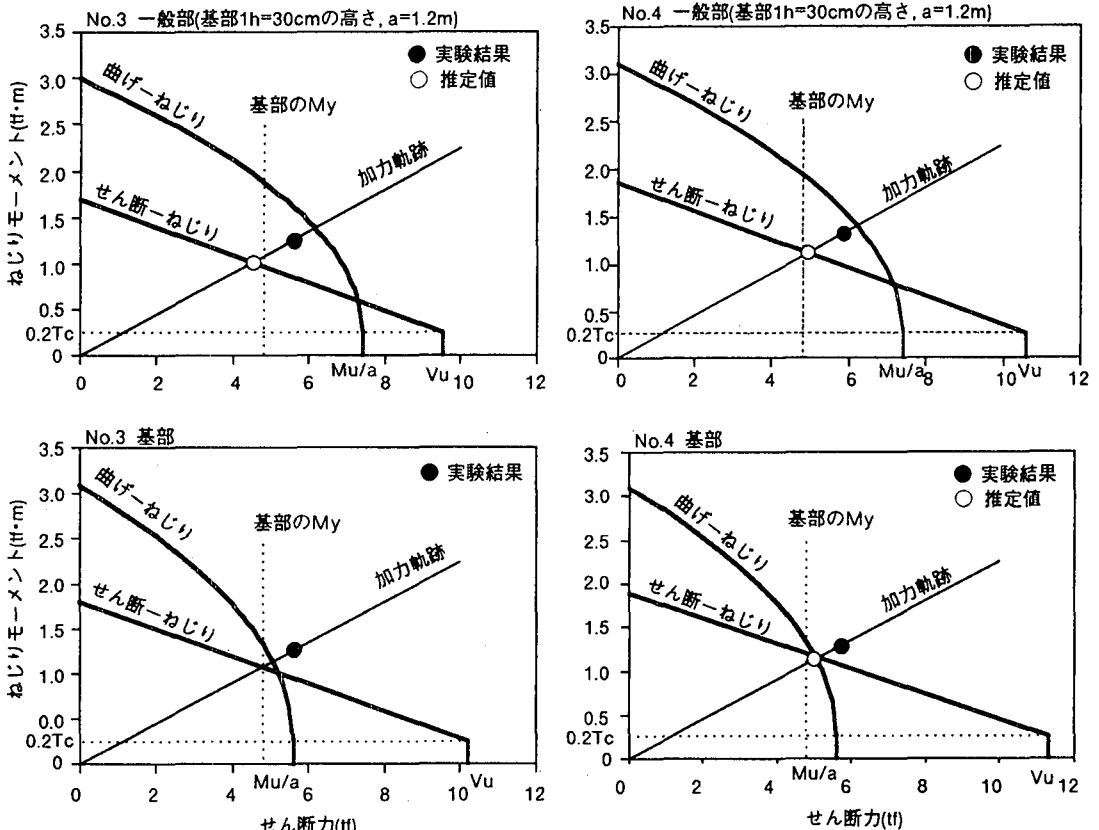 No.3 一般部(基部1h=30cmの高さ, a=1.2m)
ねじりモーメント(tf·m)
3.5
3.0
2.5
2.0
1.5
1.0
0.5
0.2Tc
0
曲げーねじり
せん断ーねじり
基部のMy
加力軌跡
実験結果
推定値
0 2 4 6 8 10 12
Mu/a Vu
No.4 一般部(基部1h=30cmの高さ, a=1.2m)
3.5
3.0
2.5
2.0
1.5
1.0
0.5
0.2Tc
0
曲げーねじり
せん断ーねじり
基部のMy
加力軌跡
実験結果
推定値
0 2 4 6 8 10 12
Mu/a Vu
No.3 基部
ねじりモーメント(tf·m)
3.5
3.0
2.5
2.0
1.5
1.0
0.0
0.2Tc
0
曲げーねじり
せん断ーねじり
基部のMy
加力軌跡
実験結果
0 2 4 6 8 10 12
Mu/a Vu
せん断力(tf)
No.4 基部
3.5
3.0
2.5
2.0
1.5
1.0
0.5
0.2Tc
0
曲げーねじり
せん断ーねじり
基部のMy
加力軌跡
実験結果
推定値
0 2 4 6 8 10 12
Mu/a Vu
せん断力(tf)